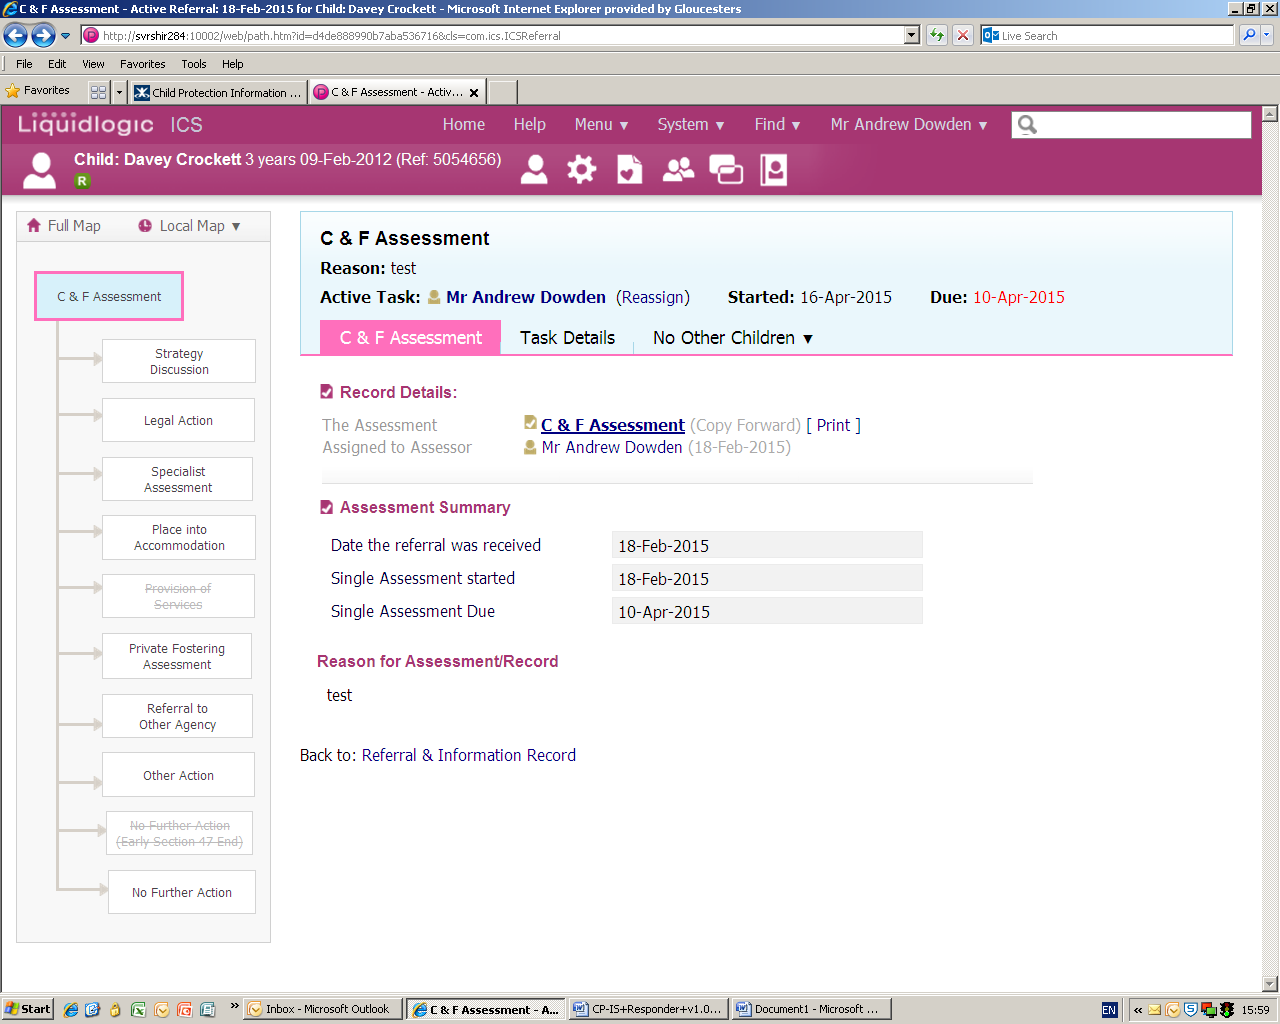 C & F Assessment - Active Referral: 18-Feb-2015 for Child: Davey Crockett - Microsoft Internet Explorer provided by Gloucesters
http://svrshir284:10002/web/path.htm?id=d4de888990b7aba536716&cls=com.ics.ICSReferral
Live Search
File Edit View Favorites Tools Help
Favorites
Child Protection Information ...
C & F Assessment - Activ...
Liquidlogic ICS
Home Help Menu ▼ System ▼ Find ▼ Mr Andrew Dowden ▼
Child: Davey Crockett 3 years 09-Feb-2012 (Ref: 5054656)
R
Full Map Local Map ▼
C & F Assessment
Strategy
Discussion
Legal Action
Specialist
Assessment
Place into
Accommodation
Provision of
Services
Private Fostering
Assessment
Referral to
Other Agency
Other Action
No Further Action
(Early Section 47 End)
No Further Action
C & F Assessment
Reason: test
Active Task: Mr Andrew Dowden (Reassign) Started: 16-Apr-2015 Due: 10-Apr-2015
C & F Assessment Task Details No Other Children ▼
Record Details:
The Assessment C & F Assessment (Copy Forward) [ Print ]
Assigned to Assessor Mr Andrew Dowden (18-Feb-2015)
Assessment Summary
Date the referral was received 18-Feb-2015
Single Assessment started 18-Feb-2015
Single Assessment Due 10-Apr-2015
Reason for Assessment/Record
test
Back to: Referral & Information Record
Start
Inbox - Microsoft Outlook
C & F Assessment - A...
CP-IS+Responder+v1.0...
Document1 - Microsoft ...
EN
15:59